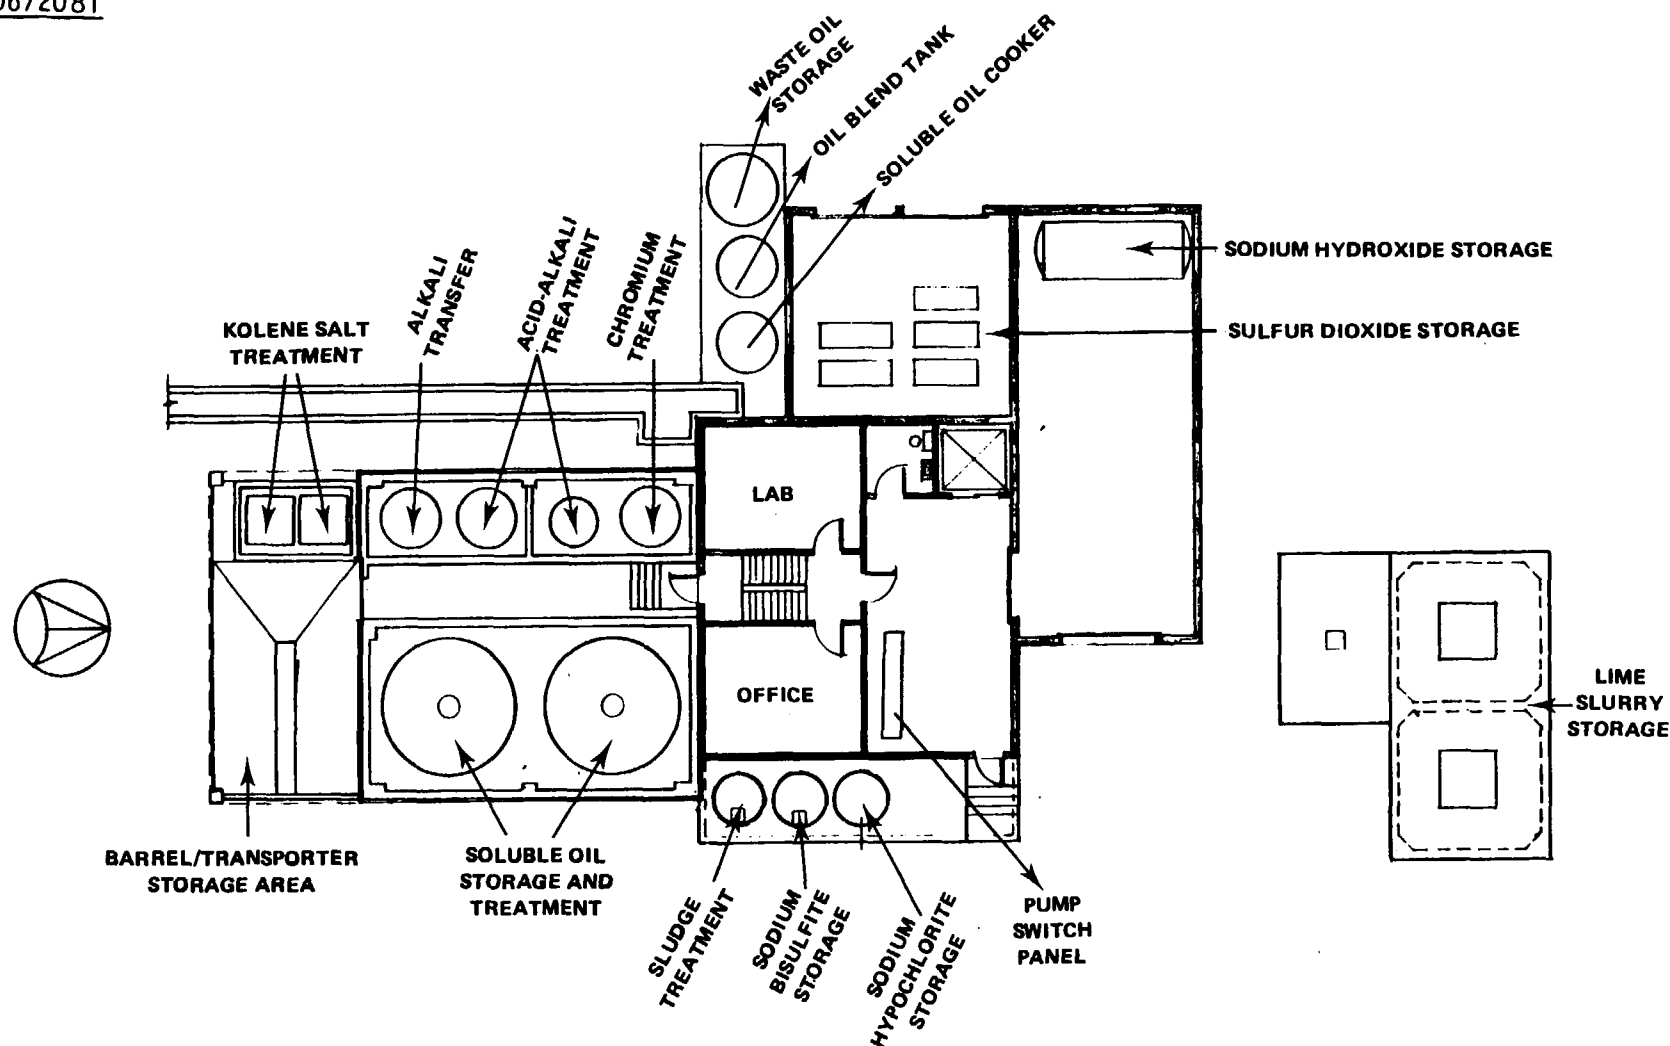 WASTE OIL
STORAGE
OIL BLEND TANK
SOLUBLE OIL COOKER
KOLENE SALT
TREATMENT
ALKALI
TRANSFER
ACID-ALKALI
TREATMENT
CHROMIUM
TREATMENT
SODIUM HYDROXIDE STORAGE
SULFUR DIOXIDE STORAGE
LAB
OFFICE
LIME
SLURRY
STORAGE
BARREL/TRANSPORTER
STORAGE AREA
SOLUBLE OIL
STORAGE AND
TREATMENT
SLUDGE
TREATMENT
SODIUM
BISULFITE
STORAGE
SODIUM
HYPOCHLORITE
STORAGE
PUMP
SWITCH
PANEL